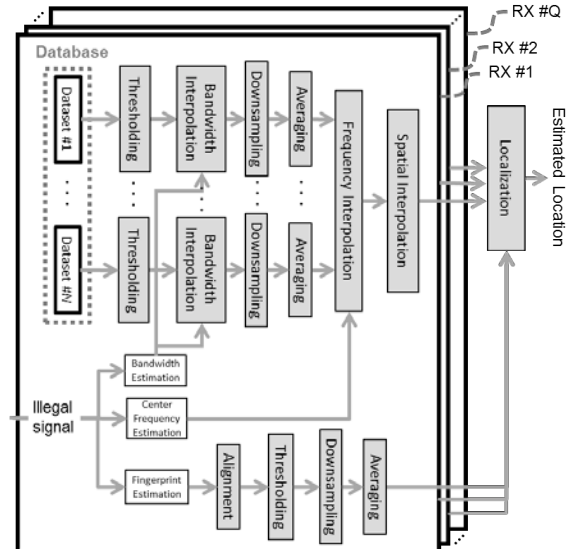 RX #Q
RX #2
RX #1
Database
Dataset #1
Thresholding
Bandwidth
Interpolation
Downsampling
Averaging
Frequency Interpolation
Spatial Interpolation
Localization
Estimated
Location
Dataset #N
Thresholding
Bandwidth
Interpolation
Downsampling
Averaging
Bandwidth
Estimation
Illegal
signal
Center
Frequency
Estimation
Fingerprint
Estimation
Alignment
Thresholding
Downsampling
Averaging